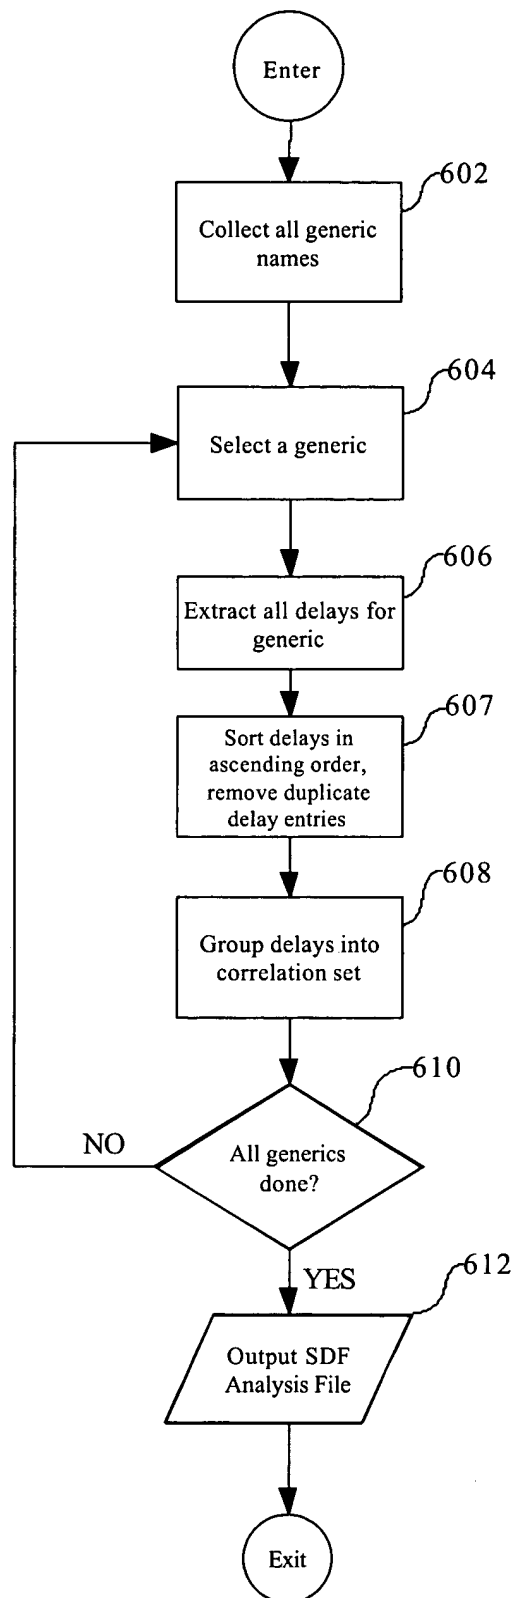 Enter
602
Collect all generic
names
604
Select a generic
606
Extract all delays for
generic
607
Sort delays in
ascending order,
remove duplicate
delay entries
608
Group delays into
correlation set
610
All generics
done?
NO
YES
612
Output SDF
Analysis File
Exit